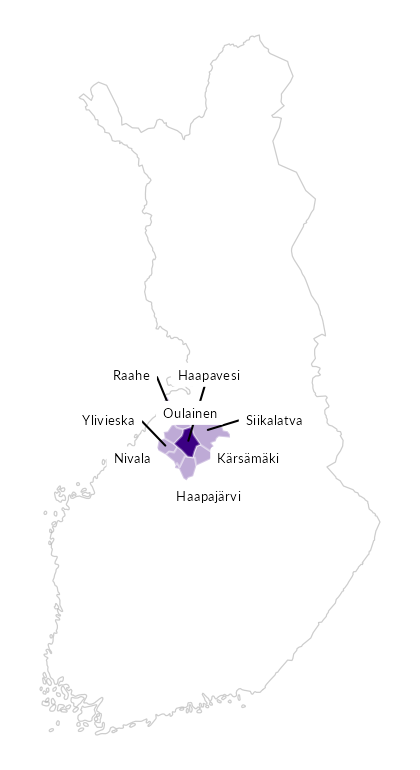 Raahe
Haapavesi
Oulainen
Ylivieska
Siikalatva
Nivala
Kärsämäki
Haapajärvi